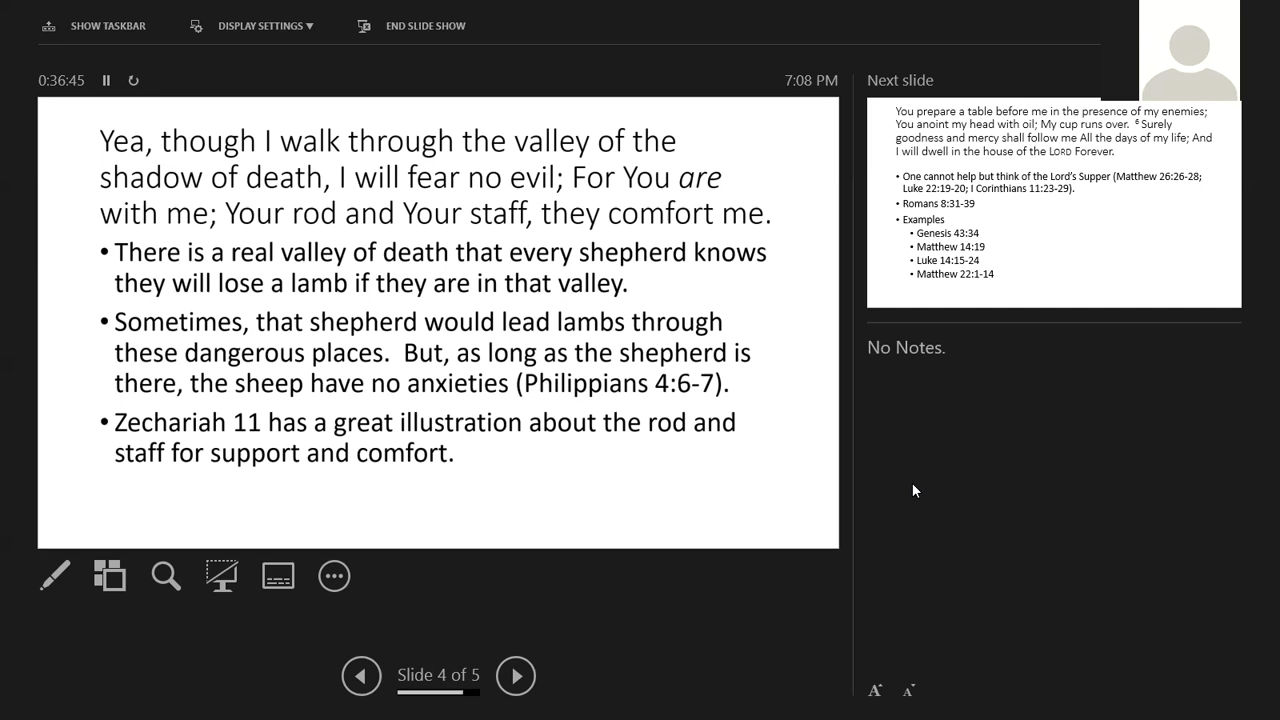 SHOW TASKBAR
DISPLAY SETTINGS ▼
END SLIDE SHOW
0:36:45
7:08 PM
Yea, though I walk through the valley of the
shadow of death, I will fear no evil; For You are
with me; Your rod and Your staff, they comfort me.
• There is a real valley of death that every shepherd knows
they will lose a lamb if they are in that valley.
• Sometimes, that shepherd would lead lambs through
these dangerous places.  But, as long as the shepherd is
there, the sheep have no anxieties (Philippians 4:6-7).
• Zechariah 11 has a great illustration about the rod and
staff for support and comfort.
Slide 4 of 5
Next slide
You prepare a table before me in the presence of my enemies;
You anoint my head with oil; My cup runs over. 6 Surely
goodness and mercy shall follow me All the days of my life; And
I will dwell in the house of the LORD Forever.
• One cannot help but think of the Lord's Supper (Matthew 26:26-28;
Luke 22:19-20; I Corinthians 11:23-29).
• Romans 8:31-39
• Examples
• Genesis 43:34
• Matthew 14:19
• Luke 14:15-24
• Matthew 22:1-14
No Notes.
A A